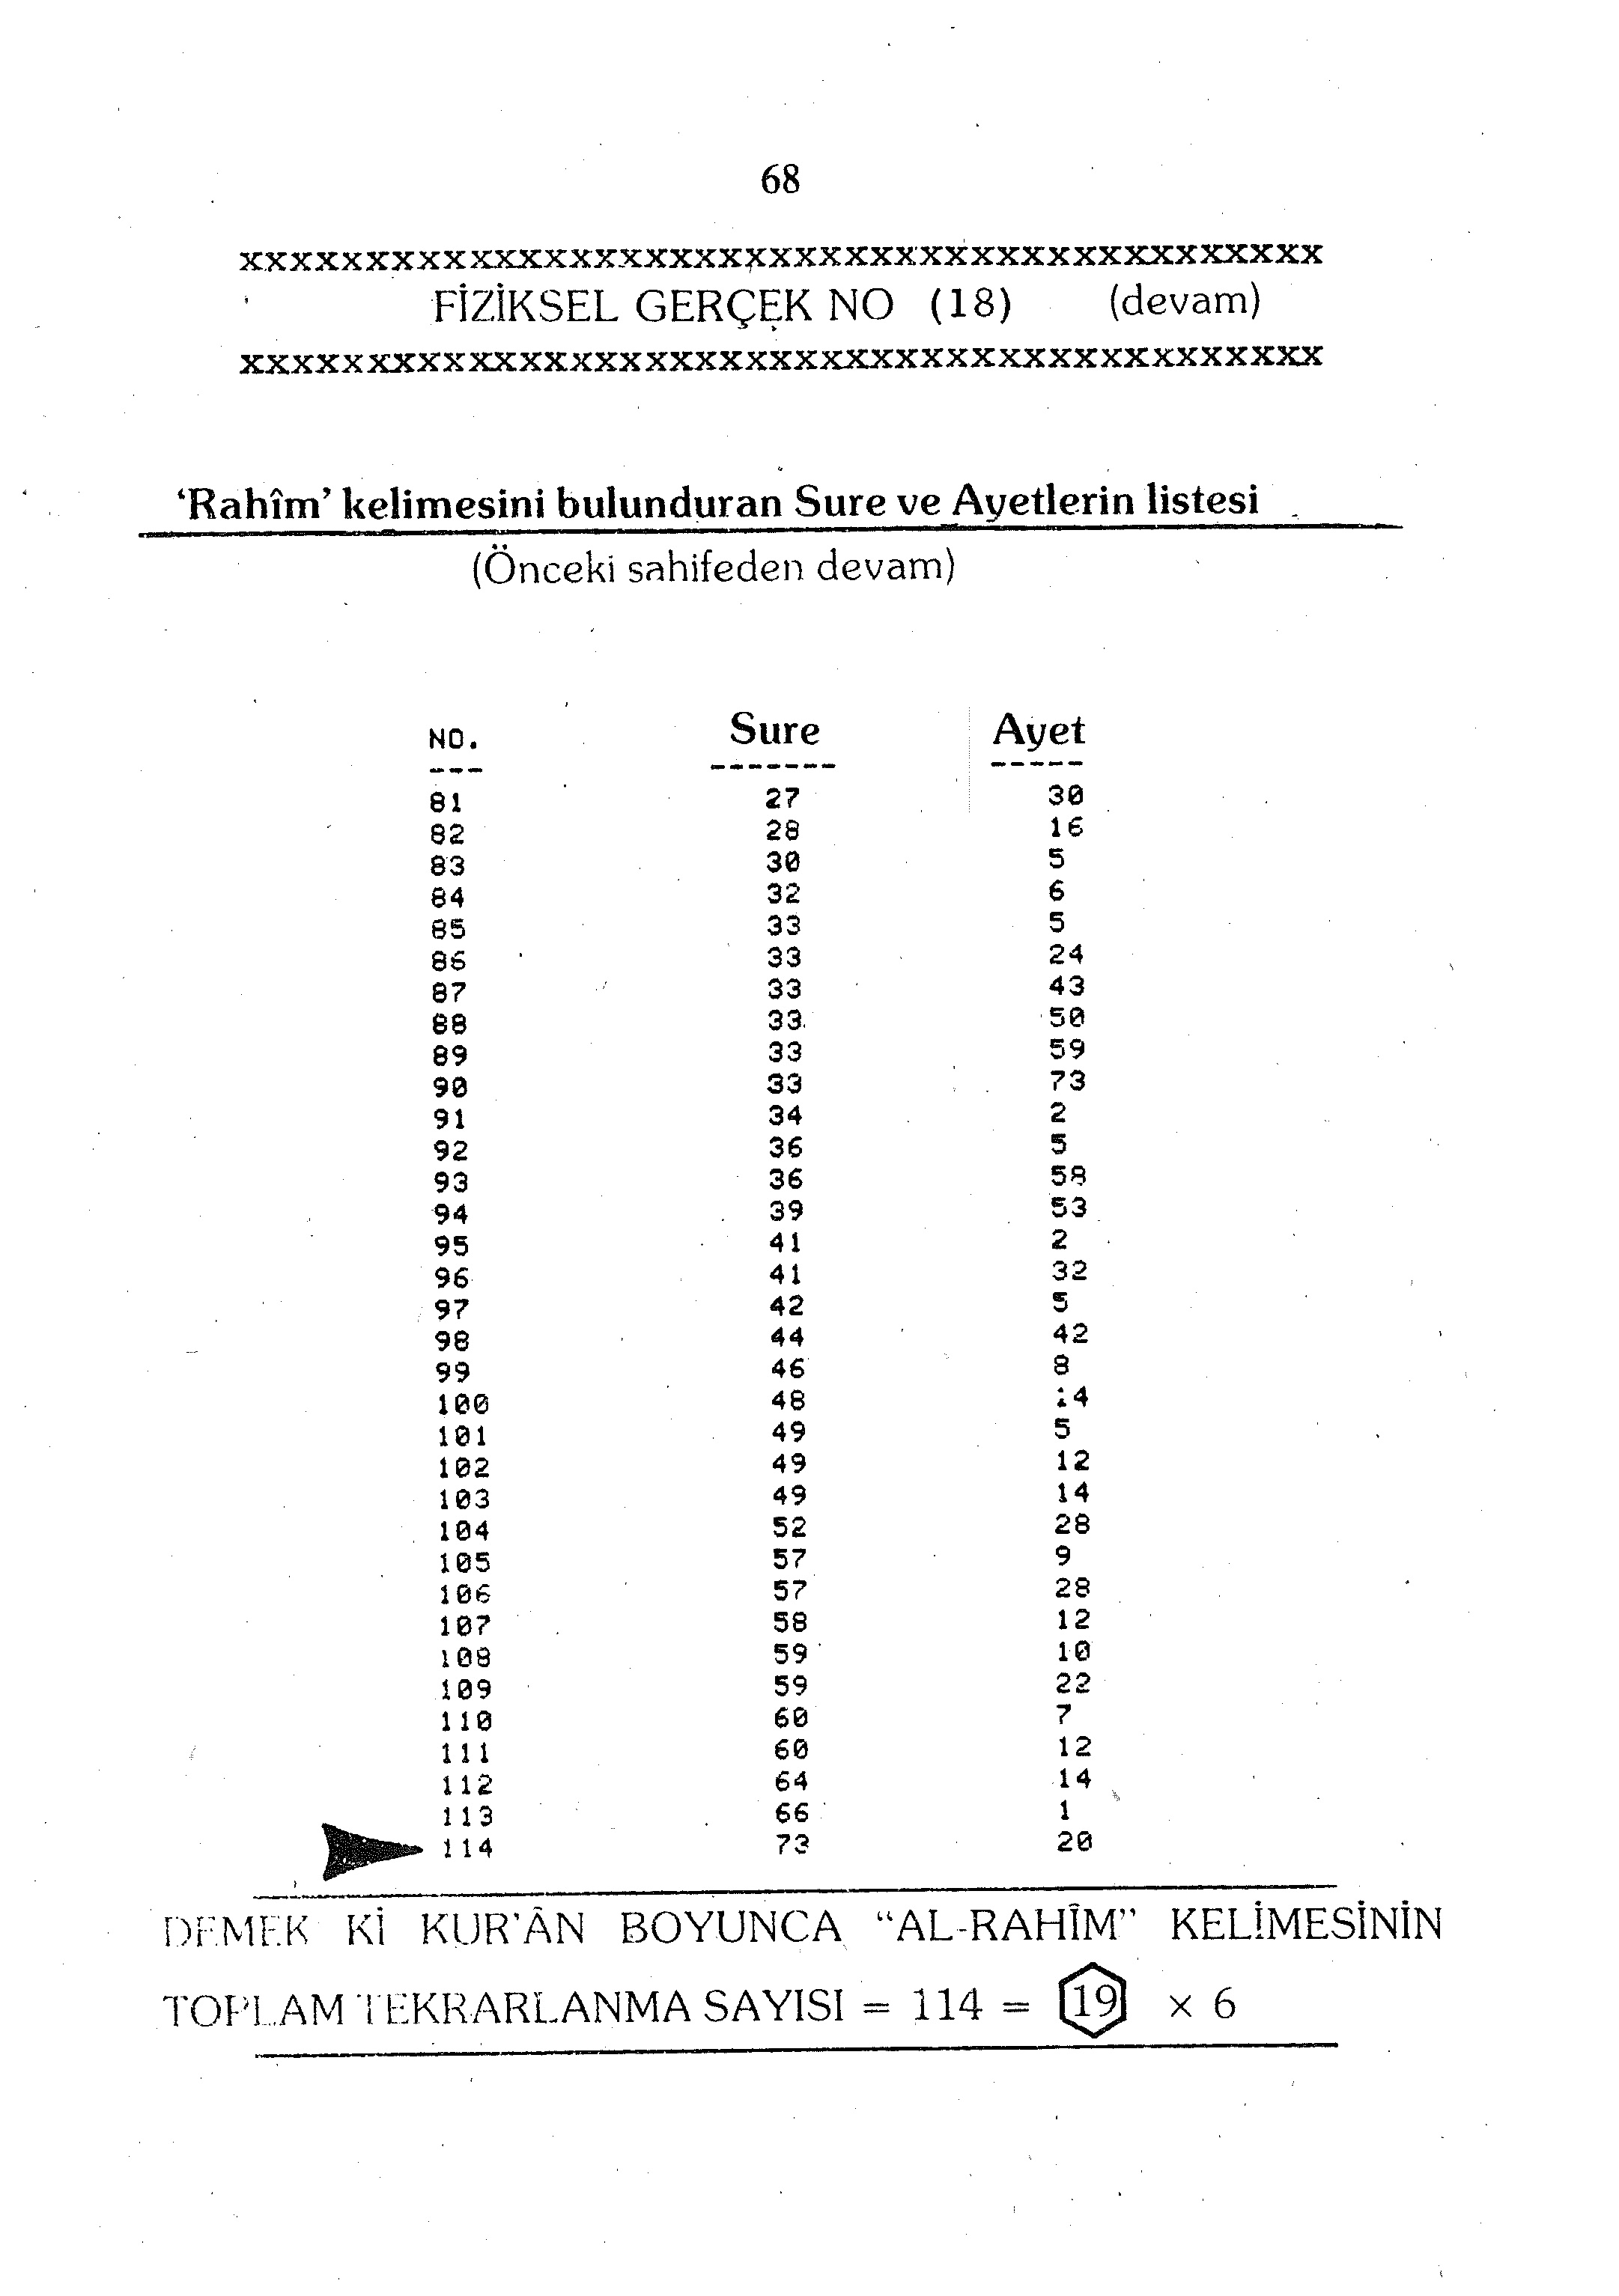 68
xxxxxxxxxxxxxxxxxxxxxxxxxxxxxxxxxxxxxxxxxxx
FİZİKSEL GERÇEK NO (18) (devam)
xxxxxxxxxxxxxxxxxxxxxxxxxxxxxxxxxxxxxxxxxxx
‘Rahîm’ kelimesini bulunduran Sure ve Ayetlerin listesi
(Önceki sahifeden devam)
NO. Sure Ayet
--- ------- -----
81 27 30
82 28 16
83 30 5
84 32 6
85 33 5
86 33 24
87 33 43
88 33 50
89 33 59
90 33 73
91 34 2
92 36 5
93 36 58
94 39 53
95 41 2
96 41 32
97 42 5
98 44 42
99 46 8
100 48 14
101 49 5
102 49 12
103 49 14
104 52 28
105 57 9
106 57 28
107 58 12
108 59 10
109 59 22
110 60 7
111 60 12
112 64 14
113 66 1
114 73 20
DEMEK Kİ KUR’ÂN BOYUNCA “AL-RAHÎM” KELİMESİNİN
TOPLAM TEKRARLANMA SAYISI = 114 = 19 x 6